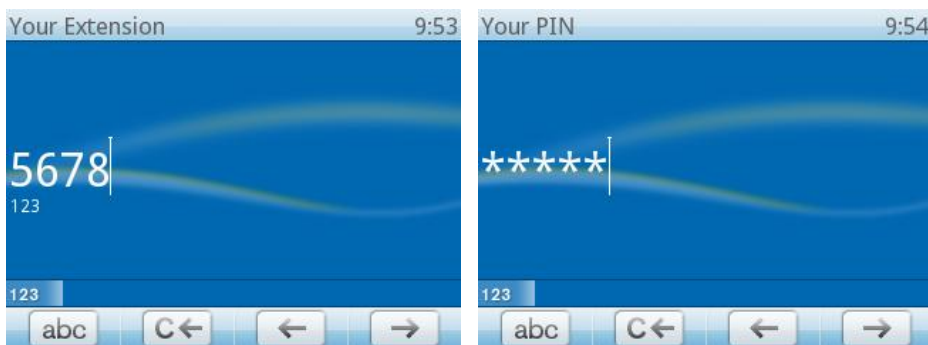 Your Extension 9:53
5678
123
123
abc C← ← →
Your PIN 9:54
*****
123
abc C← ← →